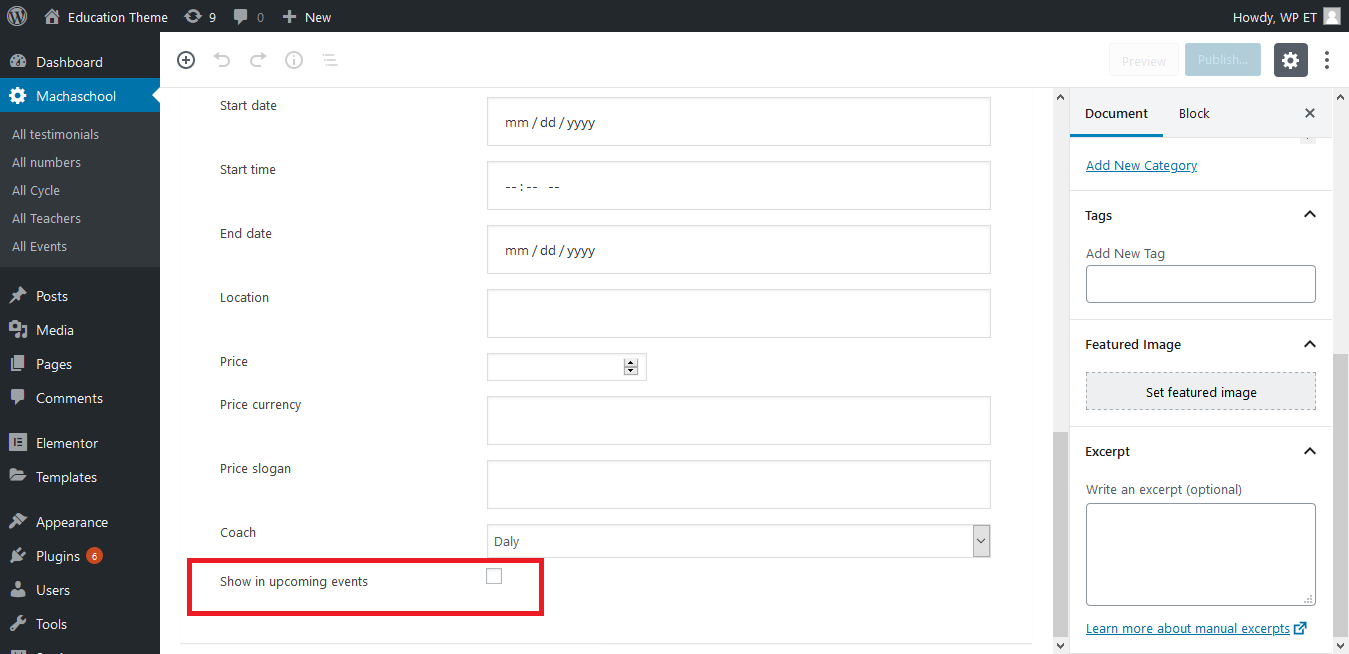 Education Theme
9
0
New
Howdy, WP ET
Dashboard
Machaschool
All testimonials
All numbers
All Cycle
All Teachers
All Events
Posts
Media
Pages
Comments
Elementor
Templates
Appearance
Plugins 6
Users
Tools
Preview
Publish...
Start date
mm / dd / yyyy
Start time
--:-- --
End date
mm / dd / yyyy
Location
Price
Price currency
Price slogan
Coach
Daly
Show in upcoming events
Document
Block
Add New Category
Tags
Add New Tag
Featured Image
Set featured image
Excerpt
Write an excerpt (optional)
Learn more about manual excerpts